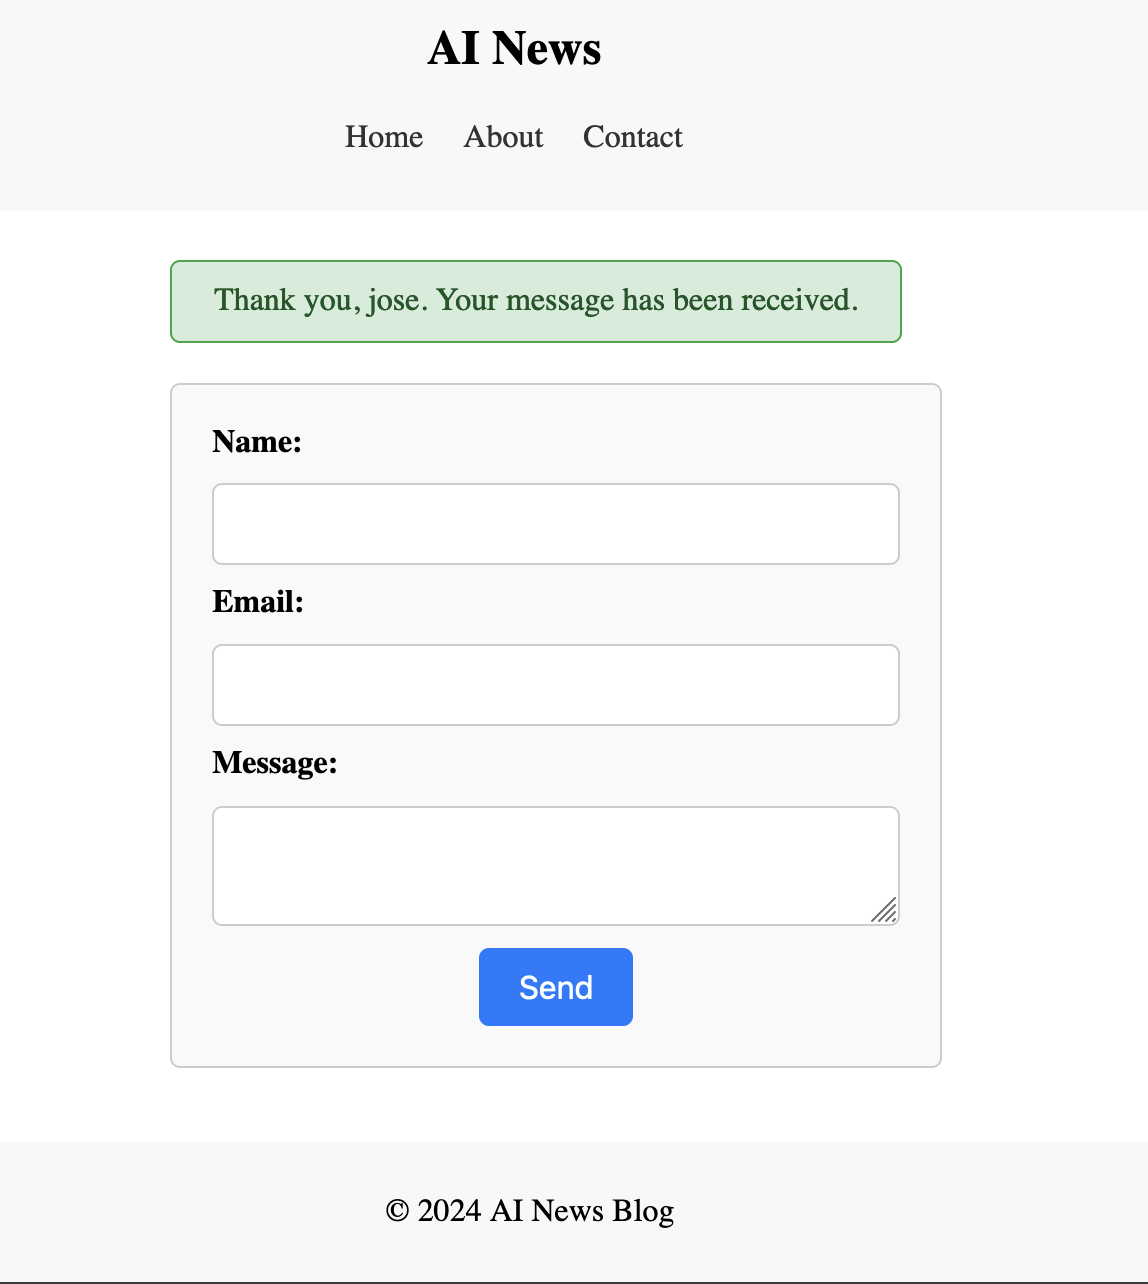 AI News
Home About Contact
Thank you, jose. Your message has been received.
Name:
Email:
Message:
Send
© 2024 AI News Blog